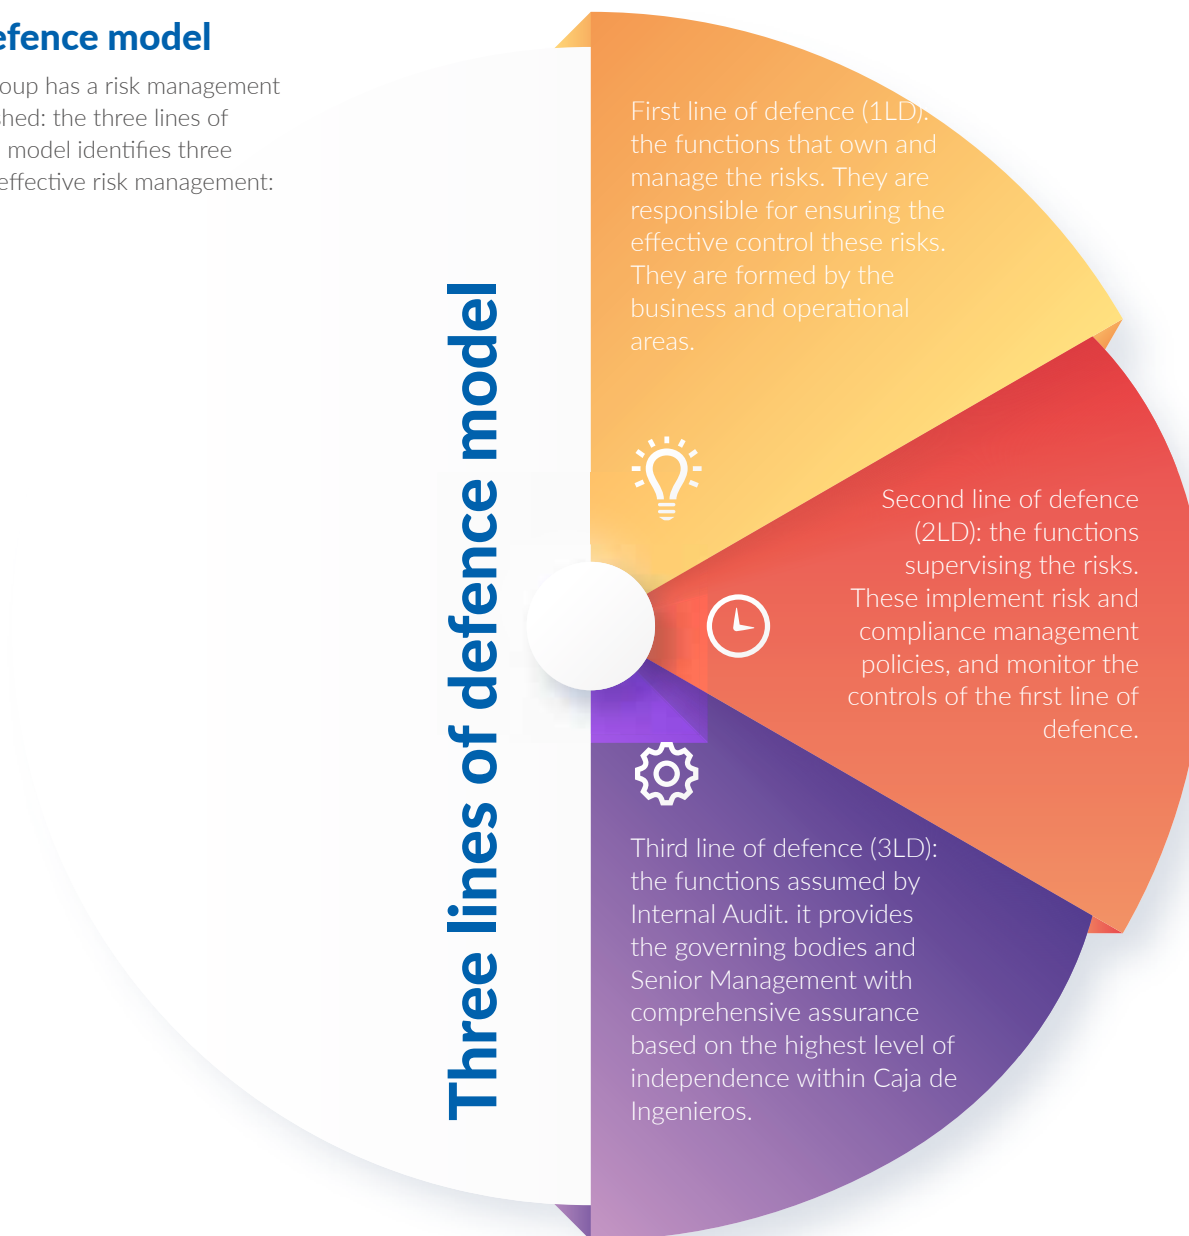 efence model
oup has a risk management
shed: the three lines of
model identifies three
effective risk management:
Three lines of defence model
First line of defence (1LD):
the functions that own and
manage the risks. They are
responsible for ensuring the
effective control these risks.
They are formed by the
business and operational
areas.
Second line of defence
(2LD): the functions
supervising the risks.
These implement risk and
compliance management
policies, and monitor the
controls of the first line of
defence.
Third line of defence (3LD):
the functions assumed by
Internal Audit. it provides
the governing bodies and
Senior Management with
comprehensive assurance
based on the highest level of
independence within Caja de
Ingenieros.